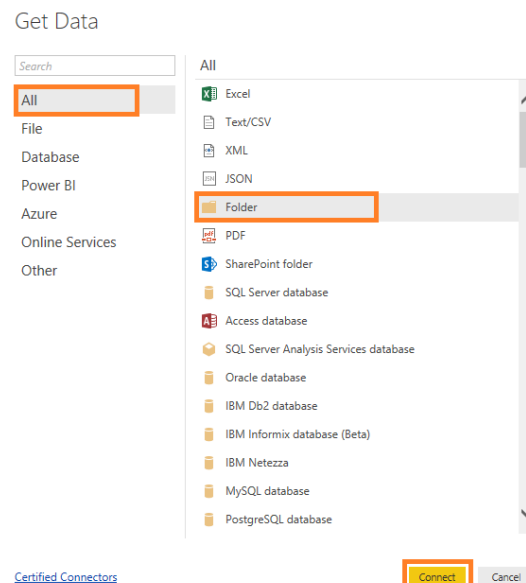 Get Data
Search
All
File
Database
Power BI
Azure
Online Services
Other
All
Excel
Text/CSV
XML
JSON
Folder
PDF
SharePoint folder
SQL Server database
Access database
SQL Server Analysis Services database
Oracle database
IBM Db2 database
IBM Informix database (Beta)
IBM Netezza
MySQL database
PostgreSQL database
Certified Connectors
Connect
Cancel